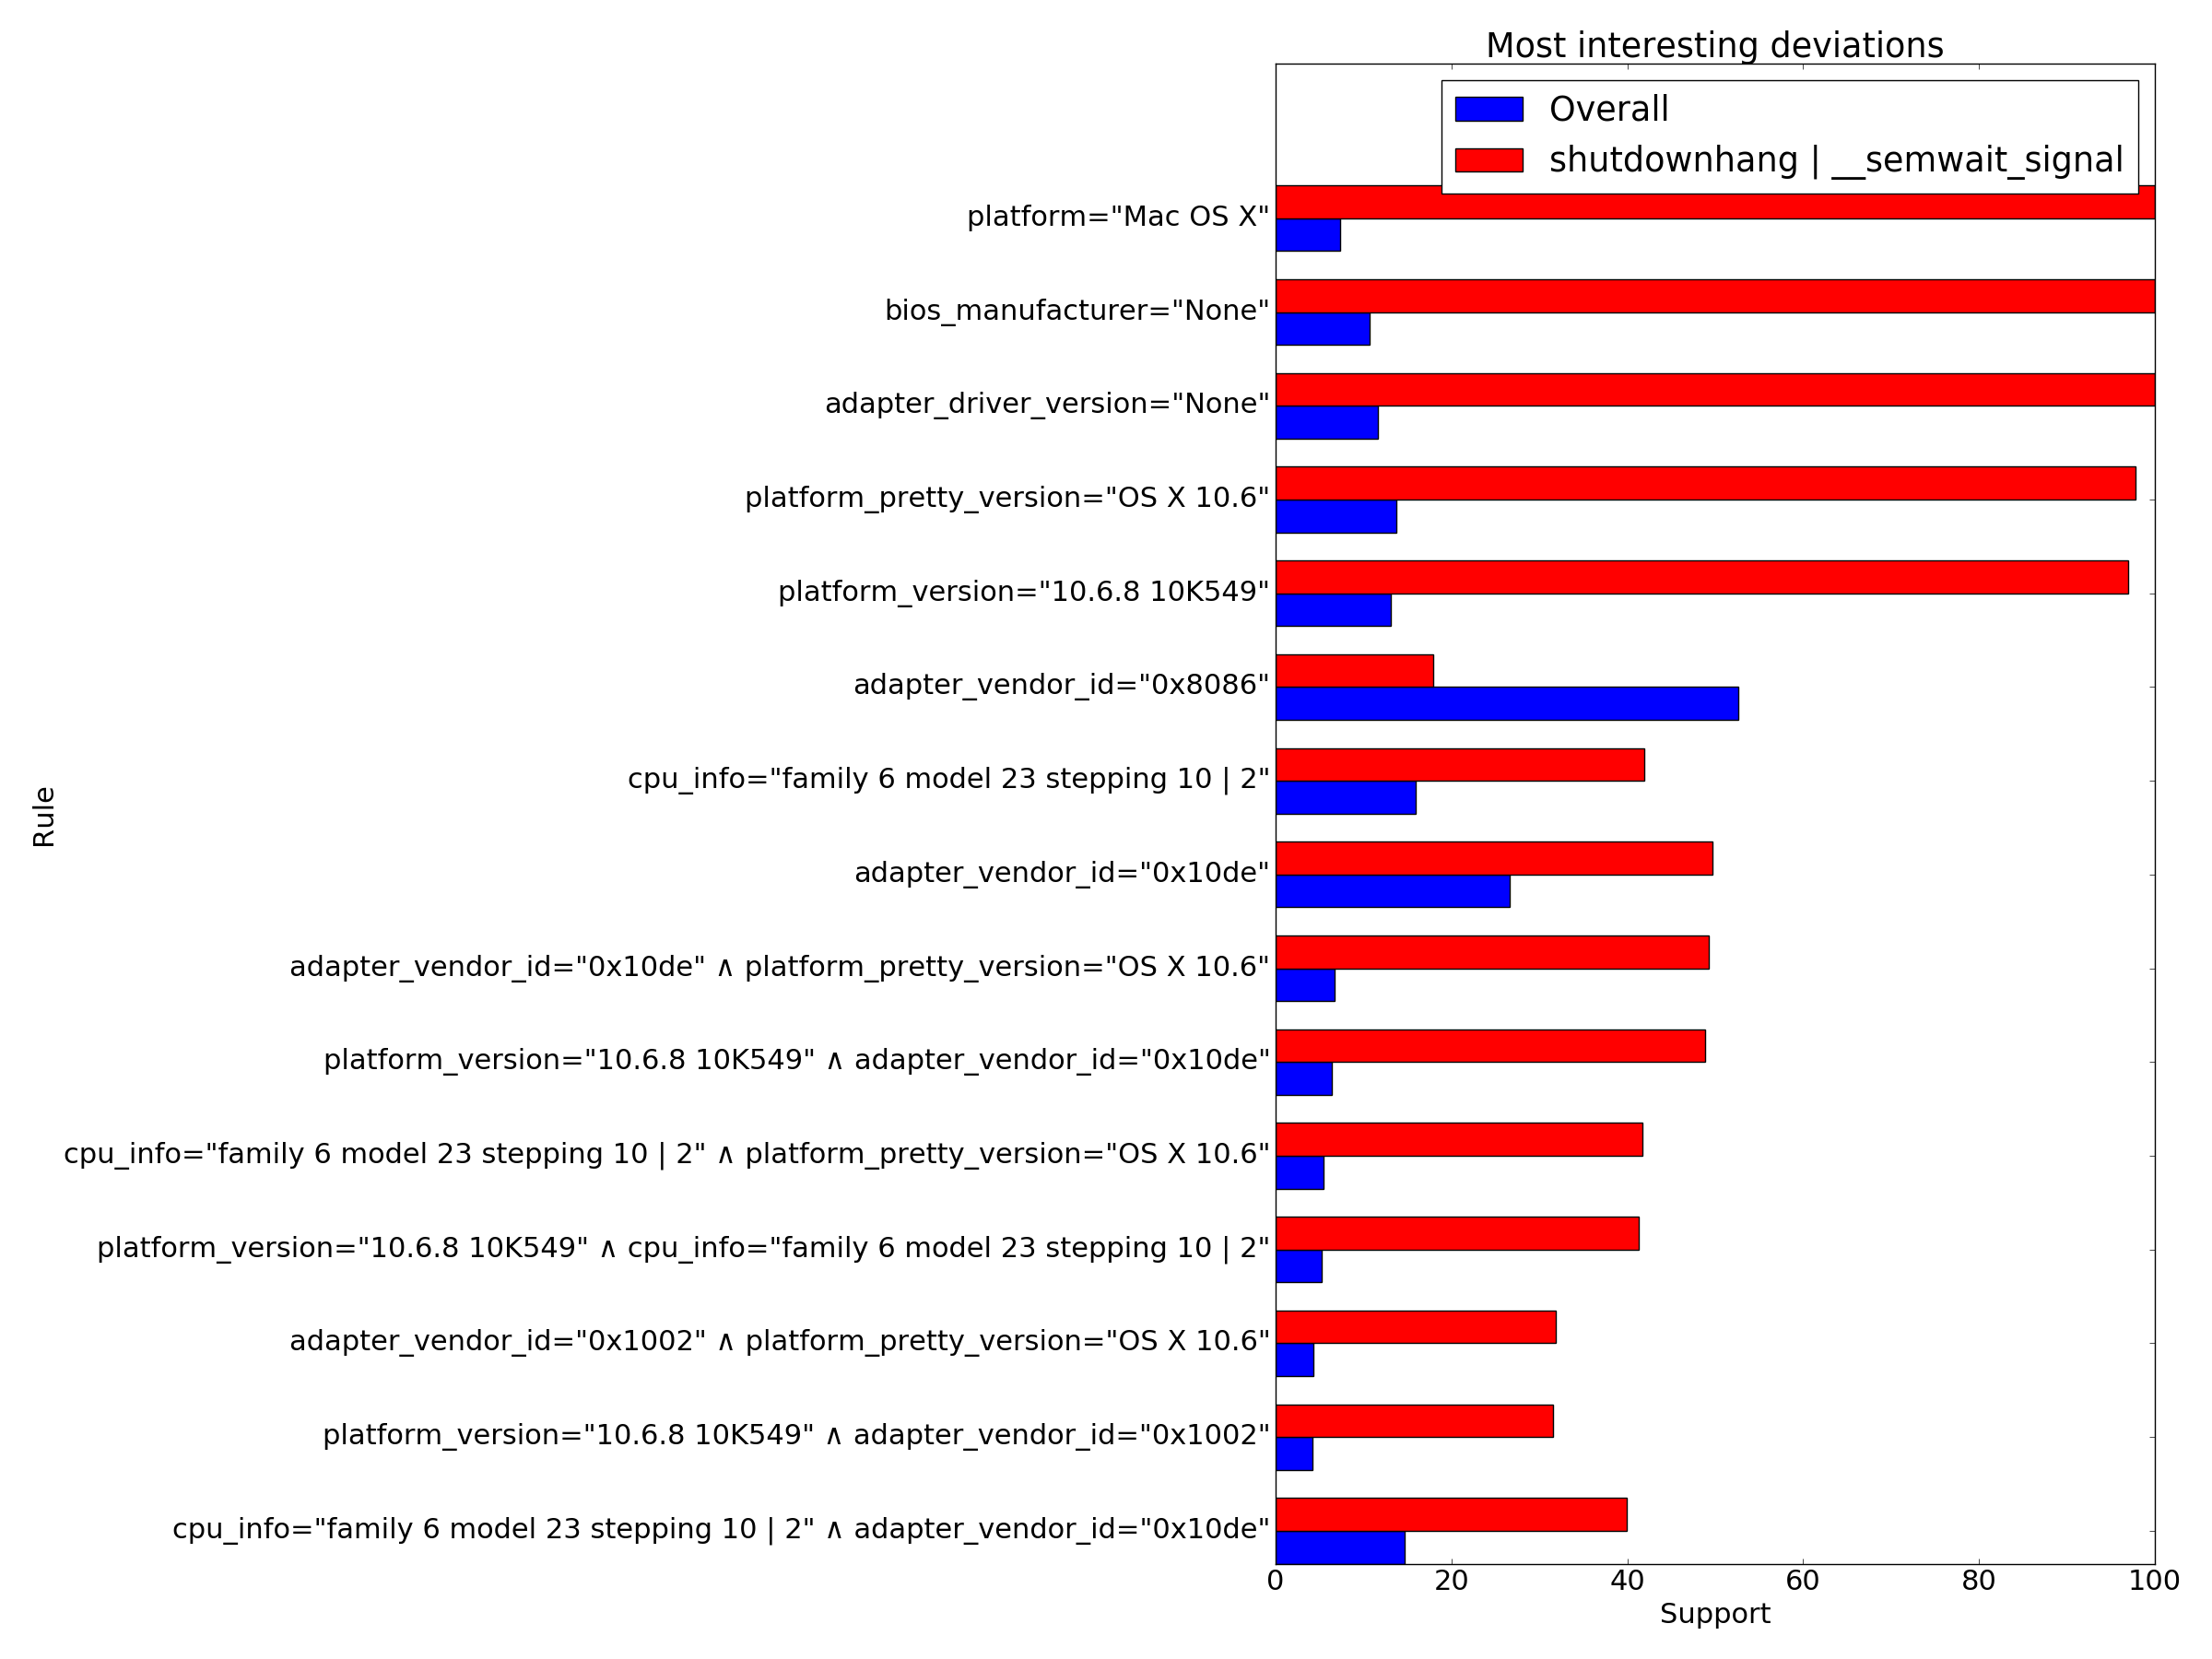 Most interesting deviations
Overall
shutdownhang | __semwait_signal
platform="Mac OS X"
bios_manufacturer="None"
adapter_driver_version="None"
platform_pretty_version="OS X 10.6"
platform_version="10.6.8 10K549"
adapter_vendor_id="0x8086"
cpu_info="family 6 model 23 stepping 10 | 2"
adapter_vendor_id="0x10de"
adapter_vendor_id="0x10de" ∧ platform_pretty_version="OS X 10.6"
platform_version="10.6.8 10K549" ∧ adapter_vendor_id="0x10de"
cpu_info="family 6 model 23 stepping 10 | 2" ∧ platform_pretty_version="OS X 10.6"
platform_version="10.6.8 10K549" ∧ cpu_info="family 6 model 23 stepping 10 | 2"
adapter_vendor_id="0x1002" ∧ platform_pretty_version="OS X 10.6"
platform_version="10.6.8 10K549" ∧ adapter_vendor_id="0x1002"
cpu_info="family 6 model 23 stepping 10 | 2" ∧ adapter_vendor_id="0x10de"
Rule
0 20 40 60 80 100
Support